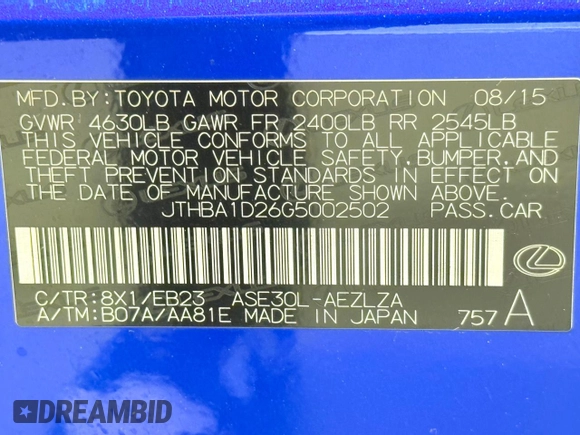 MFD.BY:TOYOTA MOTOR CORPORATION 08/15
GVWR 4630LB GAWR FR 2400LB RR 2545LB
THIS VEHICLE CONFORMS TO ALL APPLICABLE
FEDERAL MOTOR VEHICLE SAFETY,BUMPER,AND
THEFT PREVENTION STANDARDS IN EFFECT ON
THE DATE OF MANUFACTURE SHOWN ABOVE.
JTHBA1D26G5002502 PASS.CAR
C/TR:8X1/EB23 ASE30L-AEZLZA
A/TM:B07A/AA81E MADE IN JAPAN 757A
DREAMBID